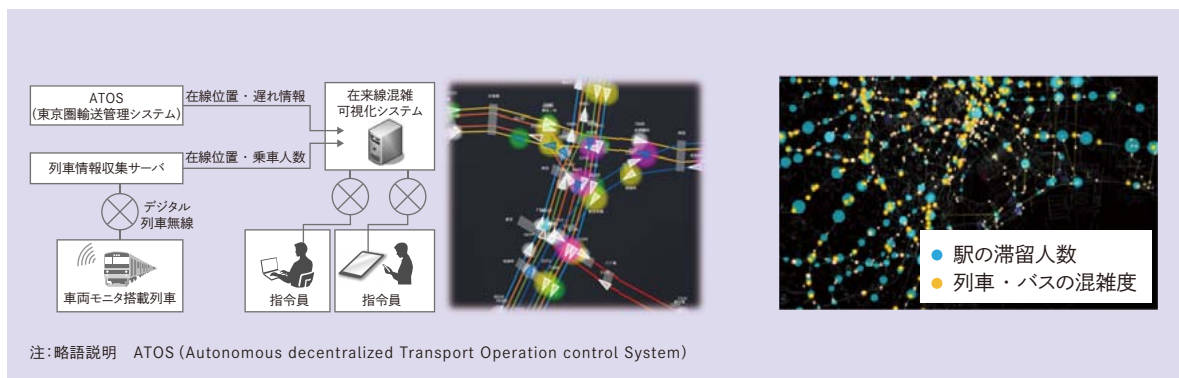 ATOS
(東京圏輸送管理システム)
在線位置・遅れ情報
在来線混雑
可視化システム
列車情報収集サーバ
在線位置・乗車人数
デジタル
列車無線
車両モニタ搭載列車
指令員
指令員
駅の滞留人数
列車・バスの混雑度
注:略語説明 ATOS(Autonomous decentralized Transport Operation control System)